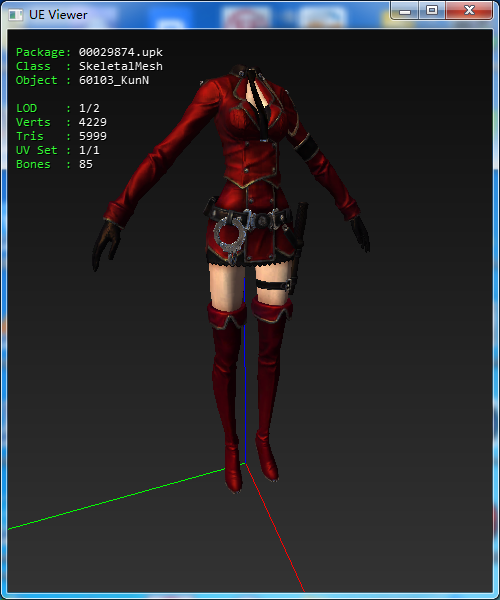 UE Viewer
Package: 00029874.upk
Class : SkeletalMesh
Object : 60103_KunN
LOD : 1/2
Verts : 4229
Tris : 5999
UV Set : 1/1
Bones : 85